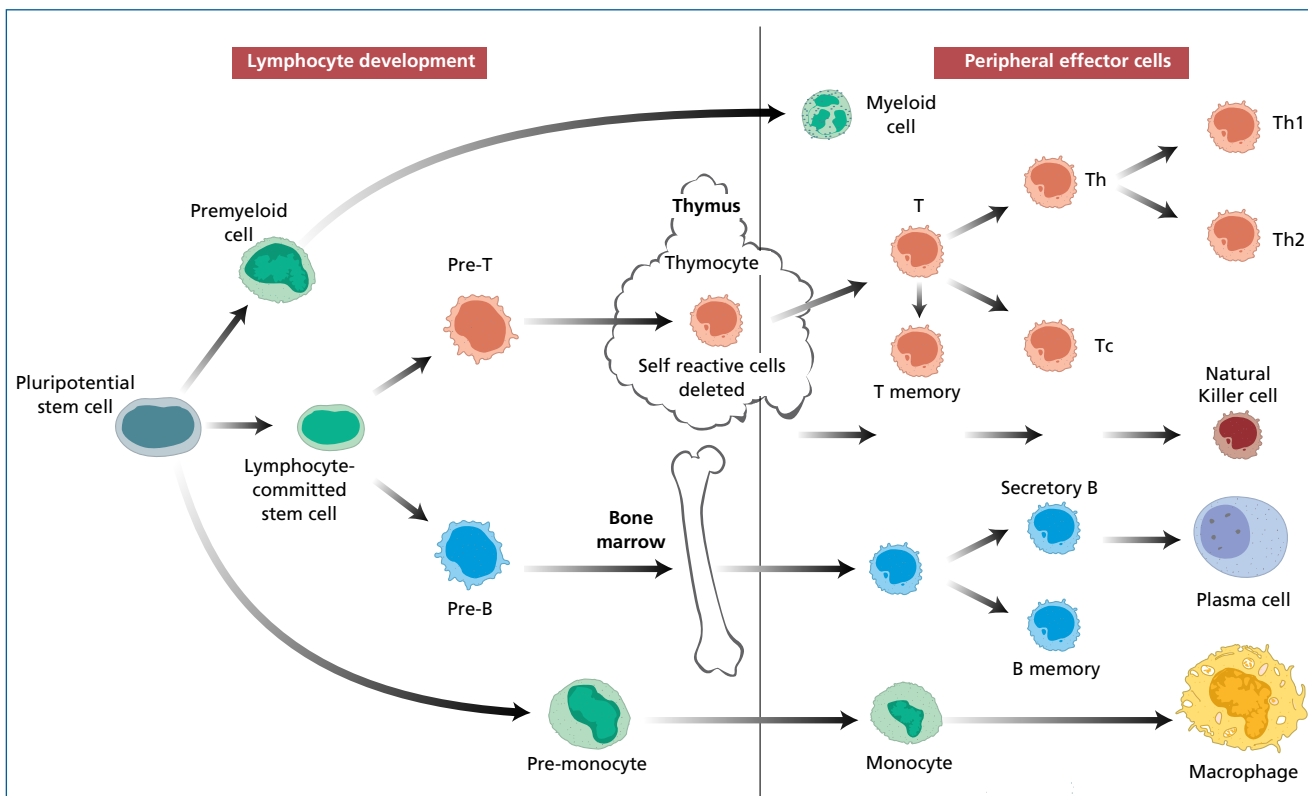 Lymphocyte development
Peripheral effector cells
Myeloid
cell
Th1
Th
Th2
Premyeloid
cell
Thymus
T
Pre-T
Thymocyte
Self reactive cells
deleted
T memory
Tc
Pluripotential
stem cell
Natural
Killer cell
Lymphocyte-
committed
stem cell
Bone
marrow
Secretory B
Pre-B
Plasma cell
B memory
Pre-monocyte
Monocyte
Macrophage